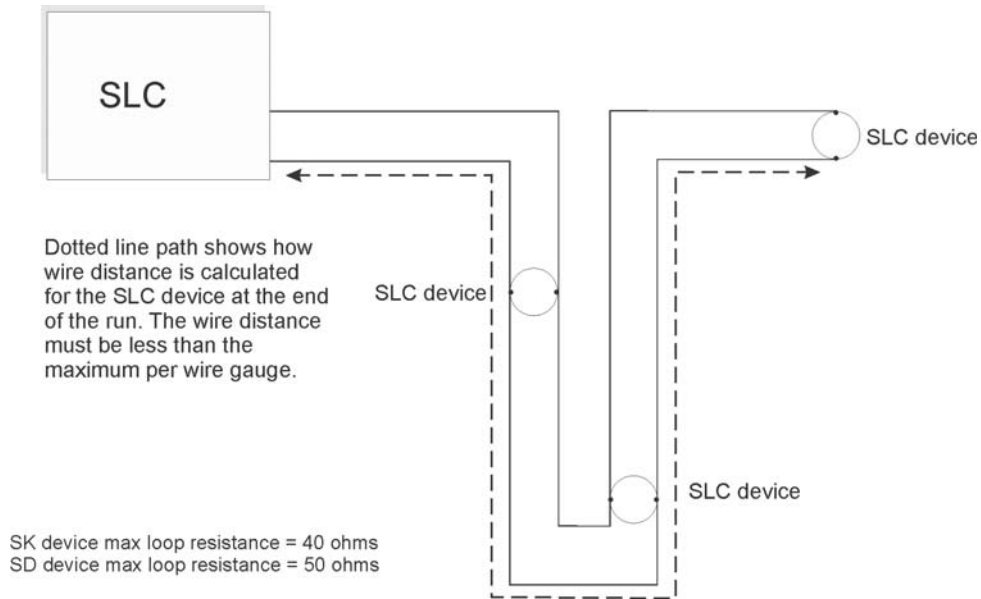 SLC
SLC device
Dotted line path shows how
wire distance is calculated
for the SLC device at the end
of the run. The wire distance
must be less than the
maximum per wire gauge.
SLC device
SLC device
SK device max loop resistance = 40 ohms
SD device max loop resistance = 50 ohms